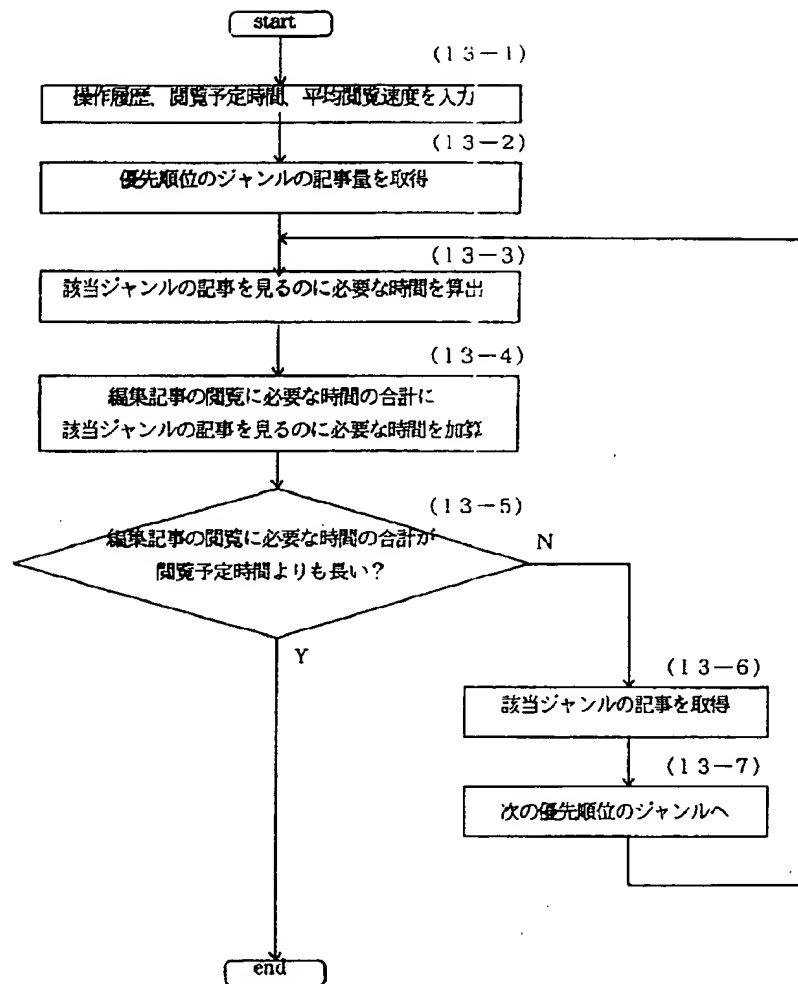 start
(13-1)
操作履歴、閲覧予定時間、平均閲覧速度を入力
(13-2)
優先順位のジャンルの記事量を取得
(13-3)
該当ジャンルの記事を見るのに必要な時間を算出
(13-4)
編集記事の閲覧に必要な時間の合計に
該当ジャンルの記事を見るのに必要な時間を加算
(13-5)
編集記事の閲覧に必要な時間の合計が
閲覧予定時間よりも長い?
N
Y
(13-6)
該当ジャンルの記事を取得
(13-7)
次の優先順位のジャンルへ
end